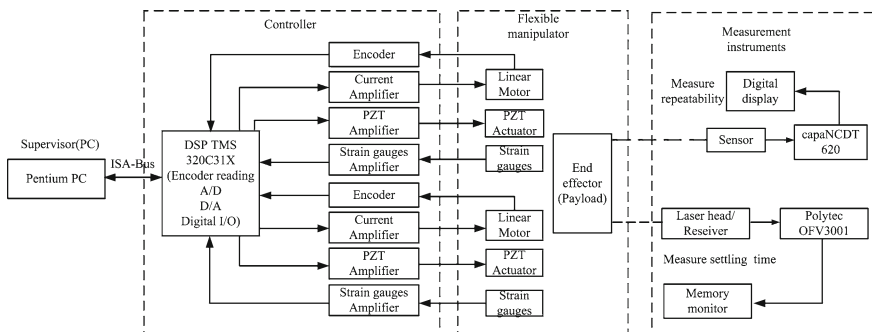 Controller
Flexible
manipulator
Measurement
instruments
Supervisor(PC)
Pentium PC
ISA-Bus
DSP TMS
320C31X
(Encoder reading
A/D
D/A
Digital I/O)
Encoder
Current
Amplifier
PZT
Amplifier
Strain gauges
Amplifier
Encoder
Current
Amplifier
PZT
Amplifier
Strain gauges
Amplifier
Linear
Motor
PZT
Actuator
Strain
gauges
Linear
Motor
PZT
Actuator
Strain
gauges
End
effector
(Payload)
Measure
repeatability
Digital
display
Sensor
capaNCDT
620
Laser head/
Reseiver
Polytec
OFV3001
Measure settling time
Memory
monitor